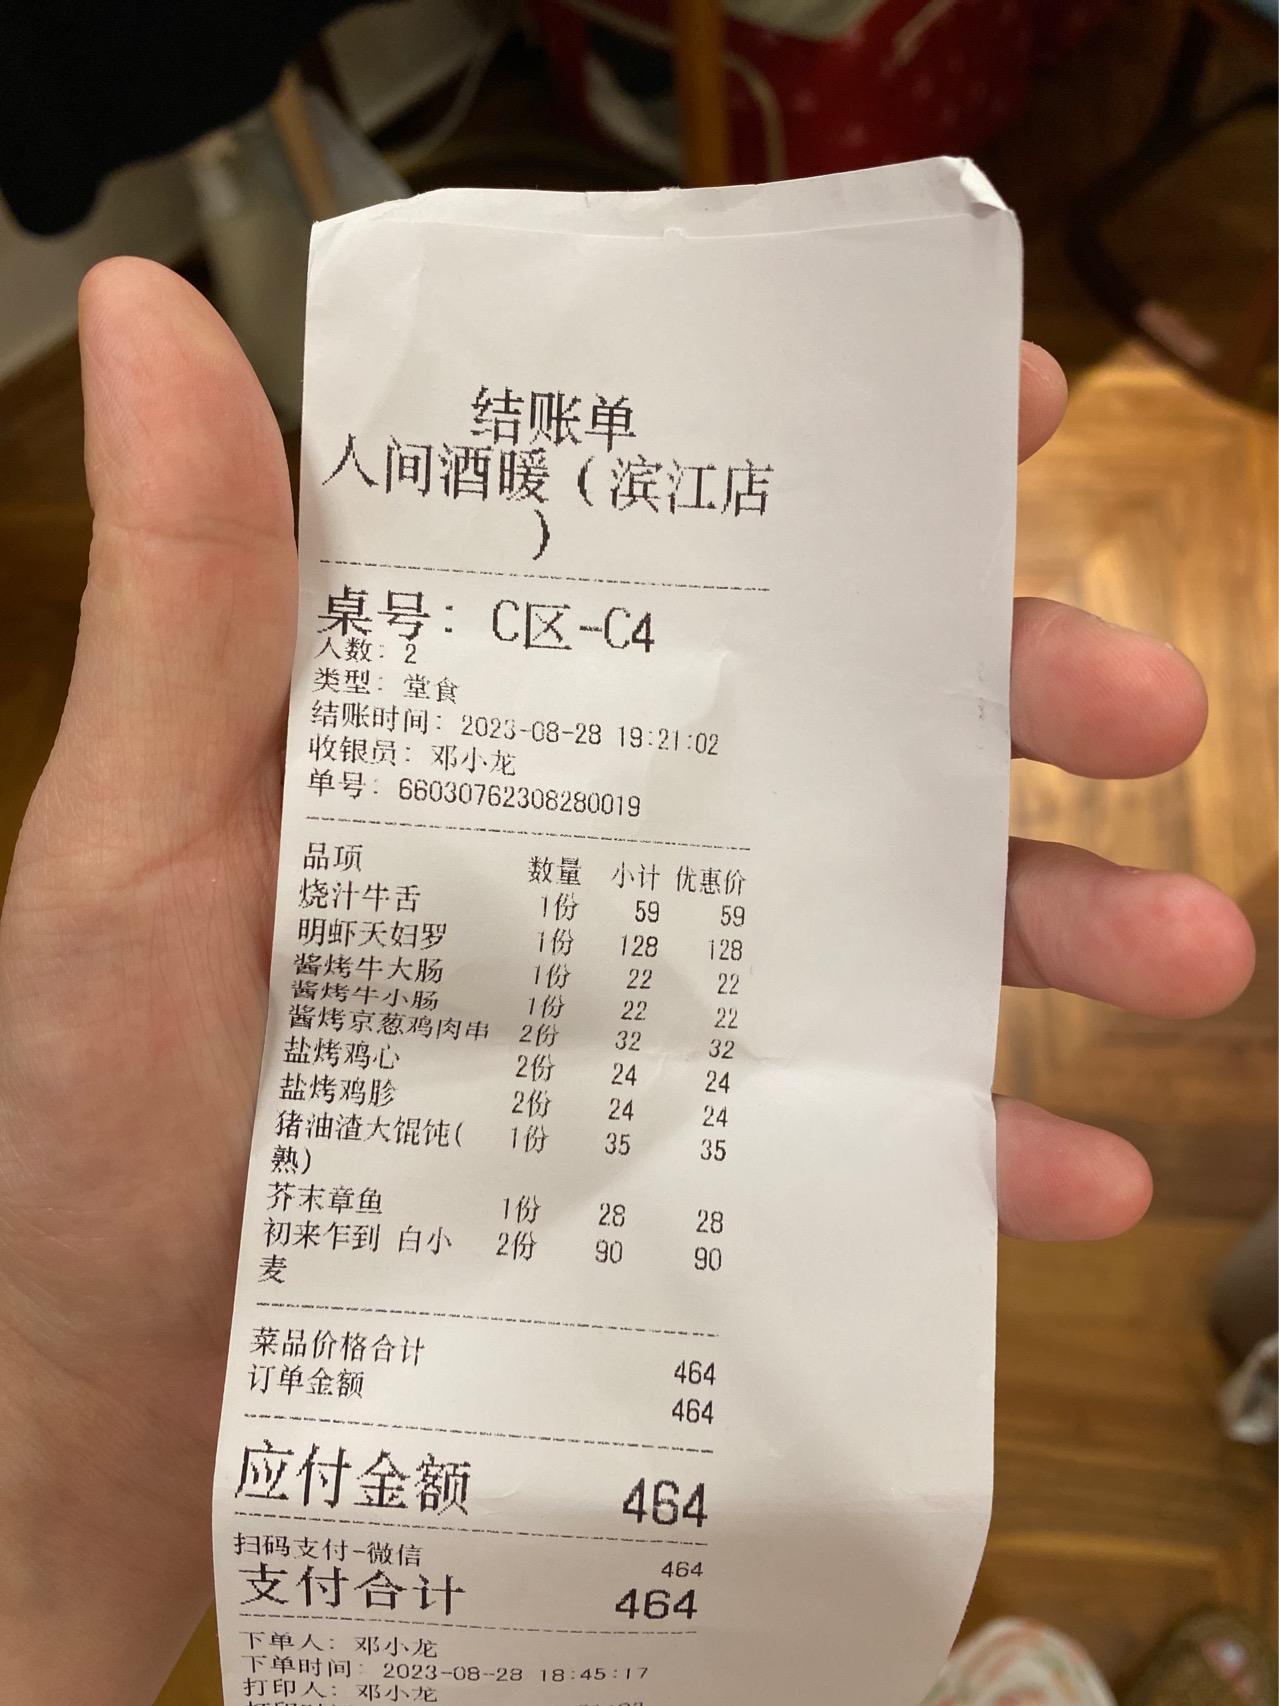 结账单
人间酒暖（滨江店
）
桌号：C区-C4
人数：2
类型：堂食
结账时间：2023-08-28 19:21:02
收银员：邓小龙
单号：66030762308280019
品项 数量 小计 优惠价
烧汁牛舌 1份 59 59
明虾天妇罗 1份 128 128
酱烤牛大肠 1份 22 22
酱烤牛小肠 1份 22 22
酱烤京葱鸡肉串 2份 32 32
盐烤鸡心 2份 24 24
盐烤鸡胗 2份 24 24
猪油渣大馄饨( 1份 35 35
熟)
芥末章鱼 1份 28 28
初来乍到 白小 2份 90 90
麦
菜品价格合计 464
订单金额 464
应付金额 464
扫码支付-微信 464
支付合计 464
下单人：邓小龙
下单时间：2023-08-28 18:45:17
打印人：邓小龙